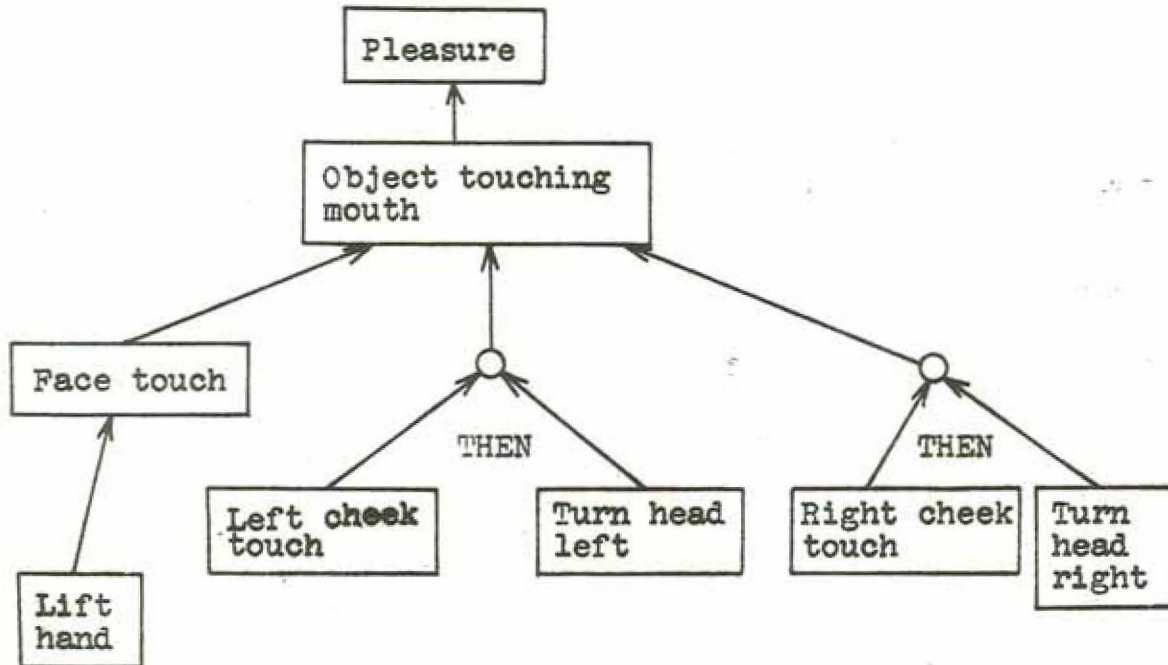 Pleasure
Object touching
mouth
Face touch
THEN
THEN
Left cheek
touch
Turn head
left
Right cheek
touch
Turn
head
right
Lift
hand